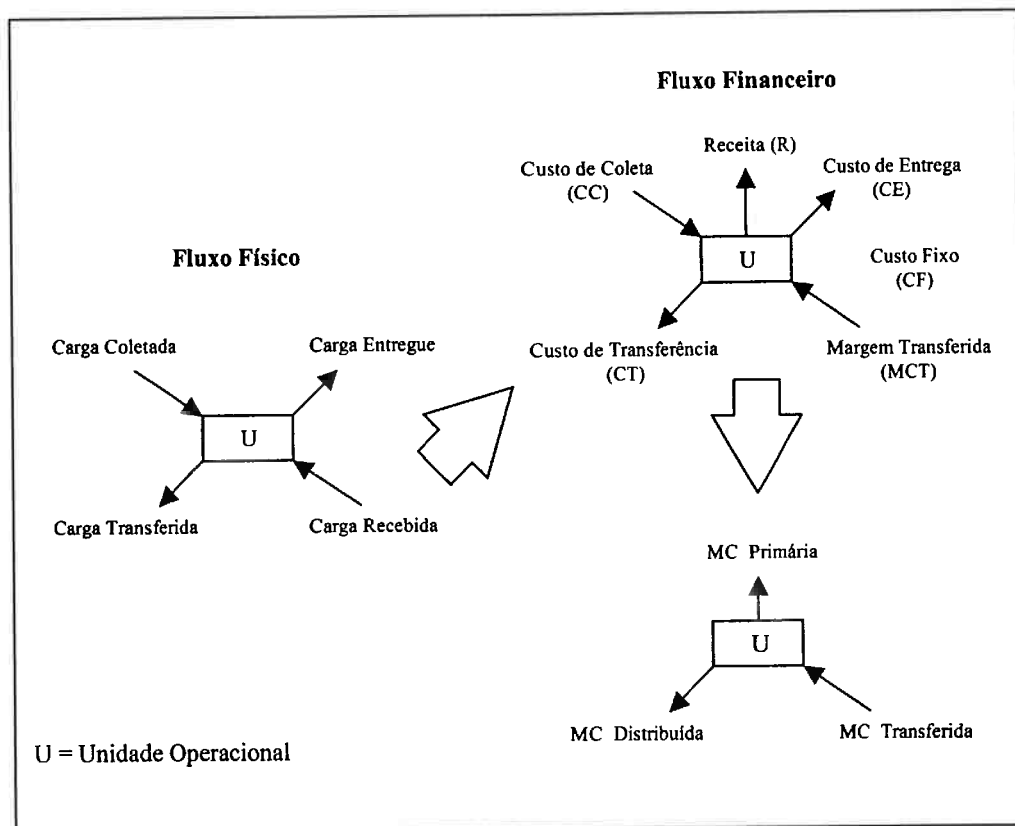 Fluxo Financeiro
Receita (R)
Custo de Coleta
(CC)
Custo de Entrega
(CE)
U
Custo Fixo
(CF)
Custo de Transferência
(CT)
Margem Transferida
(MCT)
Fluxo Físico
Carga Coletada
Carga Entregue
U
Carga Transferida
Carga Recebida
MC Primária
U
MC Distribuída
MC Transferida
U = Unidade Operacional